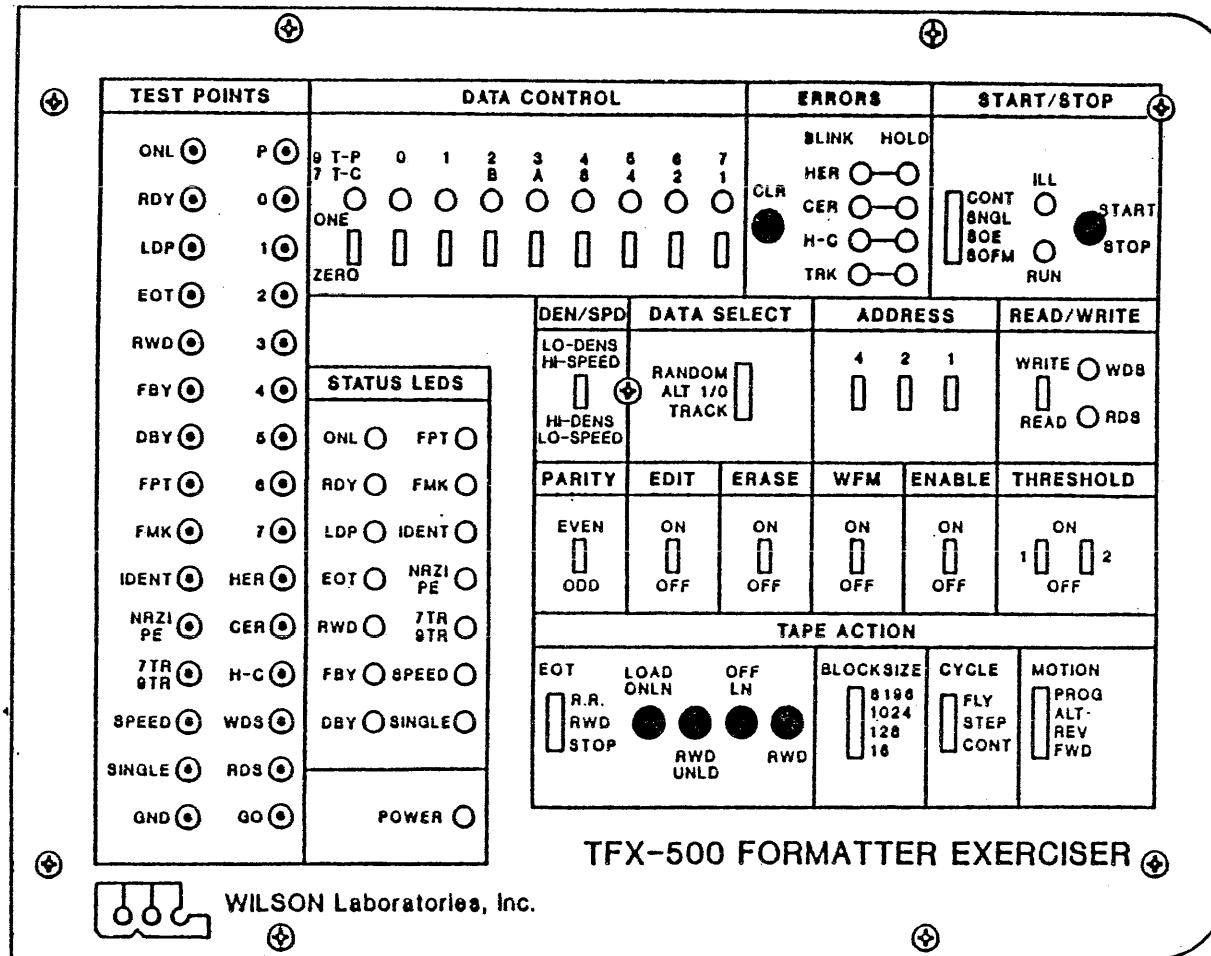 TEST POINTS
ONL P
RDY 0
LDP 1
EOT 2
RWD 3
FBY 4
DBY 5
FPT 6
FMK 7
IDENT HER
NRZI
PE CER
7TR
9TR H-C
SPEED WDS
SINGLE RDS
GND GO
DATA CONTROL
9 T-P 0 1 2 3 4 5 6 7
7 T-C B A 8 4 2 1
ONE
ZERO
ERRORS
BLINK HOLD
CLR
HER
CER
H-C
TRK
START/STOP
CONT
SNGL
SOE
SOFM
ILL
RUN
START
STOP
STATUS LEDS
ONL FPT
RDY FMK
LDP IDENT
EOT NRZI
PE
RWD 7TR
9TR
FBY SPEED
DBY SINGLE
POWER
DEN/SPD
LO-DENS
HI-SPEED
HI-DENS
LO-SPEED
DATA SELECT
RANDOM
ALT 1/0
TRACK
ADDRESS
4 2 1
READ/WRITE
WRITE WDS
READ RDS
PARITY
EVEN
ODD
EDIT
ON
OFF
ERASE
ON
OFF
WFM
ON
OFF
ENABLE
ON
OFF
THRESHOLD
ON
1 2
OFF
TAPE ACTION
EOT
R.R.
RWD
STOP
LOAD
ONLN
RWD
UNLD
OFF
LN
RWD
BLOCKSIZE
8196
1024
128
16
CYCLE
FLY
STEP
CONT
MOTION
PROG
ALT-
REV
FWD
TFX-500 FORMATTER EXERCISER
WILSON Laboratories, Inc.